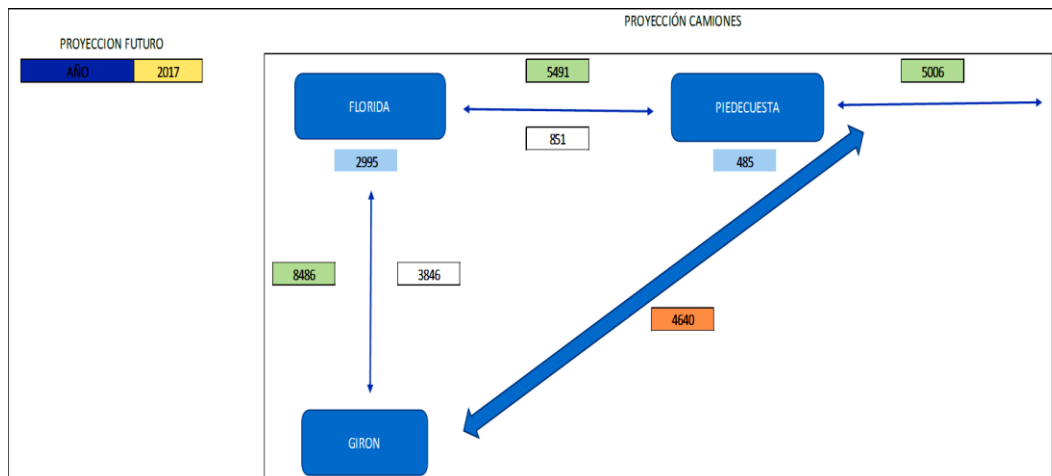 PROYECCIÓN CAMIONES
PROYECCION FUTURO
AÑO 2017
5491 5006
FLORIDA PIEDECUESTA
851
2995 485
8486 3846
4640
GIRON